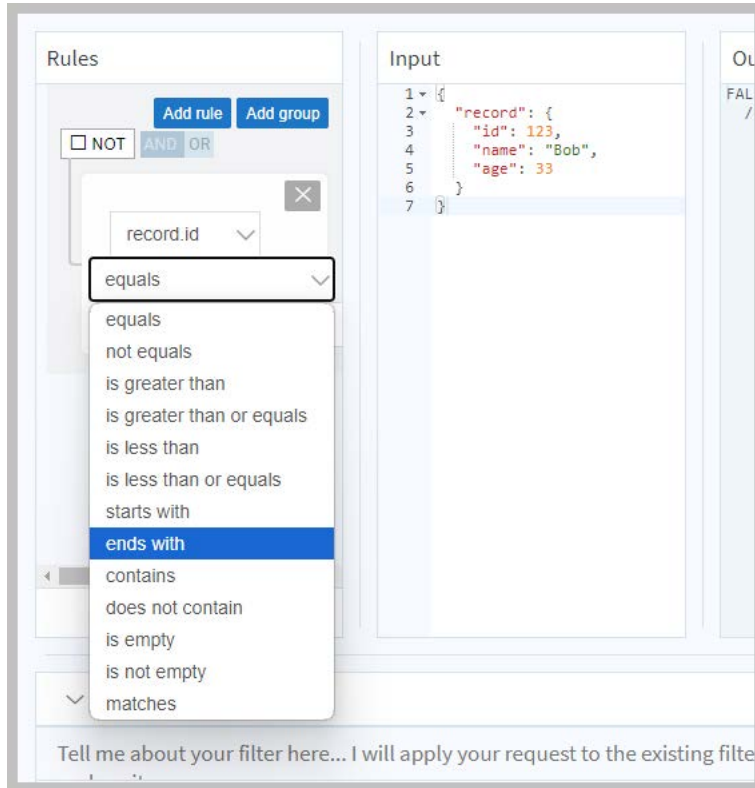 Rules
Add rule Add group
NOT AND OR
record.id
equals
equals
not equals
is greater than
is greater than or equals
is less than
is less than or equals
starts with
ends with
contains
does not contain
is empty
is not empty
matches
Input
1 {
2 "record": {
3 "id": 123,
4 "name": "Bob",
5 "age": 33
6 }
7 }
Ou
FAL
/
Tell me about your filter here... I will apply your request to the existing filte